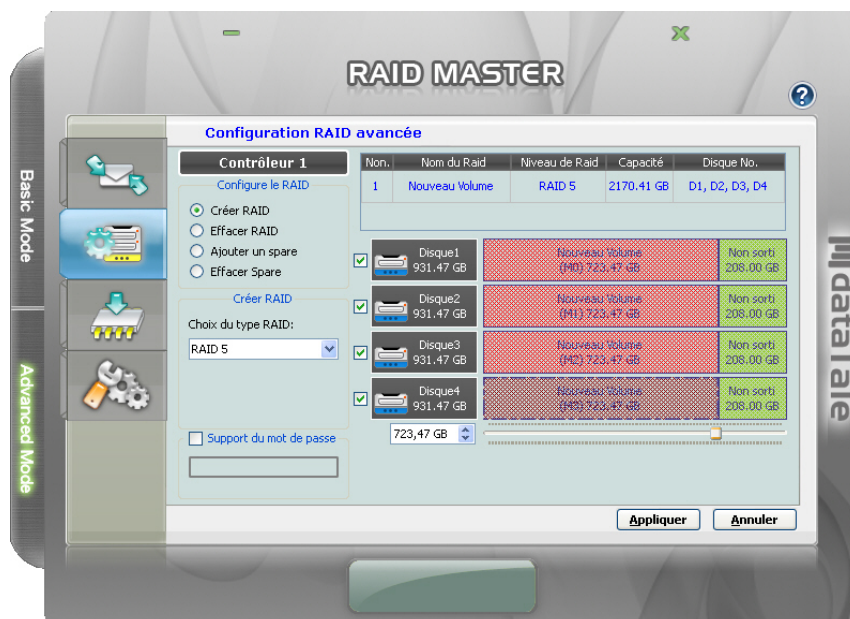 RAID MASTER
?
Configuration RAID avancée
Basic Mode
Advanced Mode
Contrôleur 1
Configure le RAID
Créer RAID
Effacer RAID
Ajouter un spare
Effacer Spare
Créer RAID
Choix du type RAID:
RAID 5
Support du mot de passe
Non. Nom du Raid Niveau de Raid Capacité Disque No.
1 Nouveau Volume RAID 5 2170.41 GB D1, D2, D3, D4
Disque1
931.47 GB
Nouveau Volume
(M0) 723.47 GB
Non sorti
208.00 GB
Disque2
931.47 GB
Nouveau Volume
(M1) 723.47 GB
Non sorti
208.00 GB
Disque3
931.47 GB
Nouveau Volume
(M2) 723.47 GB
Non sorti
208.00 GB
Disque4
931.47 GB
Nouveau Volume
(M3) 723.47 GB
Non sorti
208.00 GB
723,47 GB
Appliquer
Annuler
dataTale